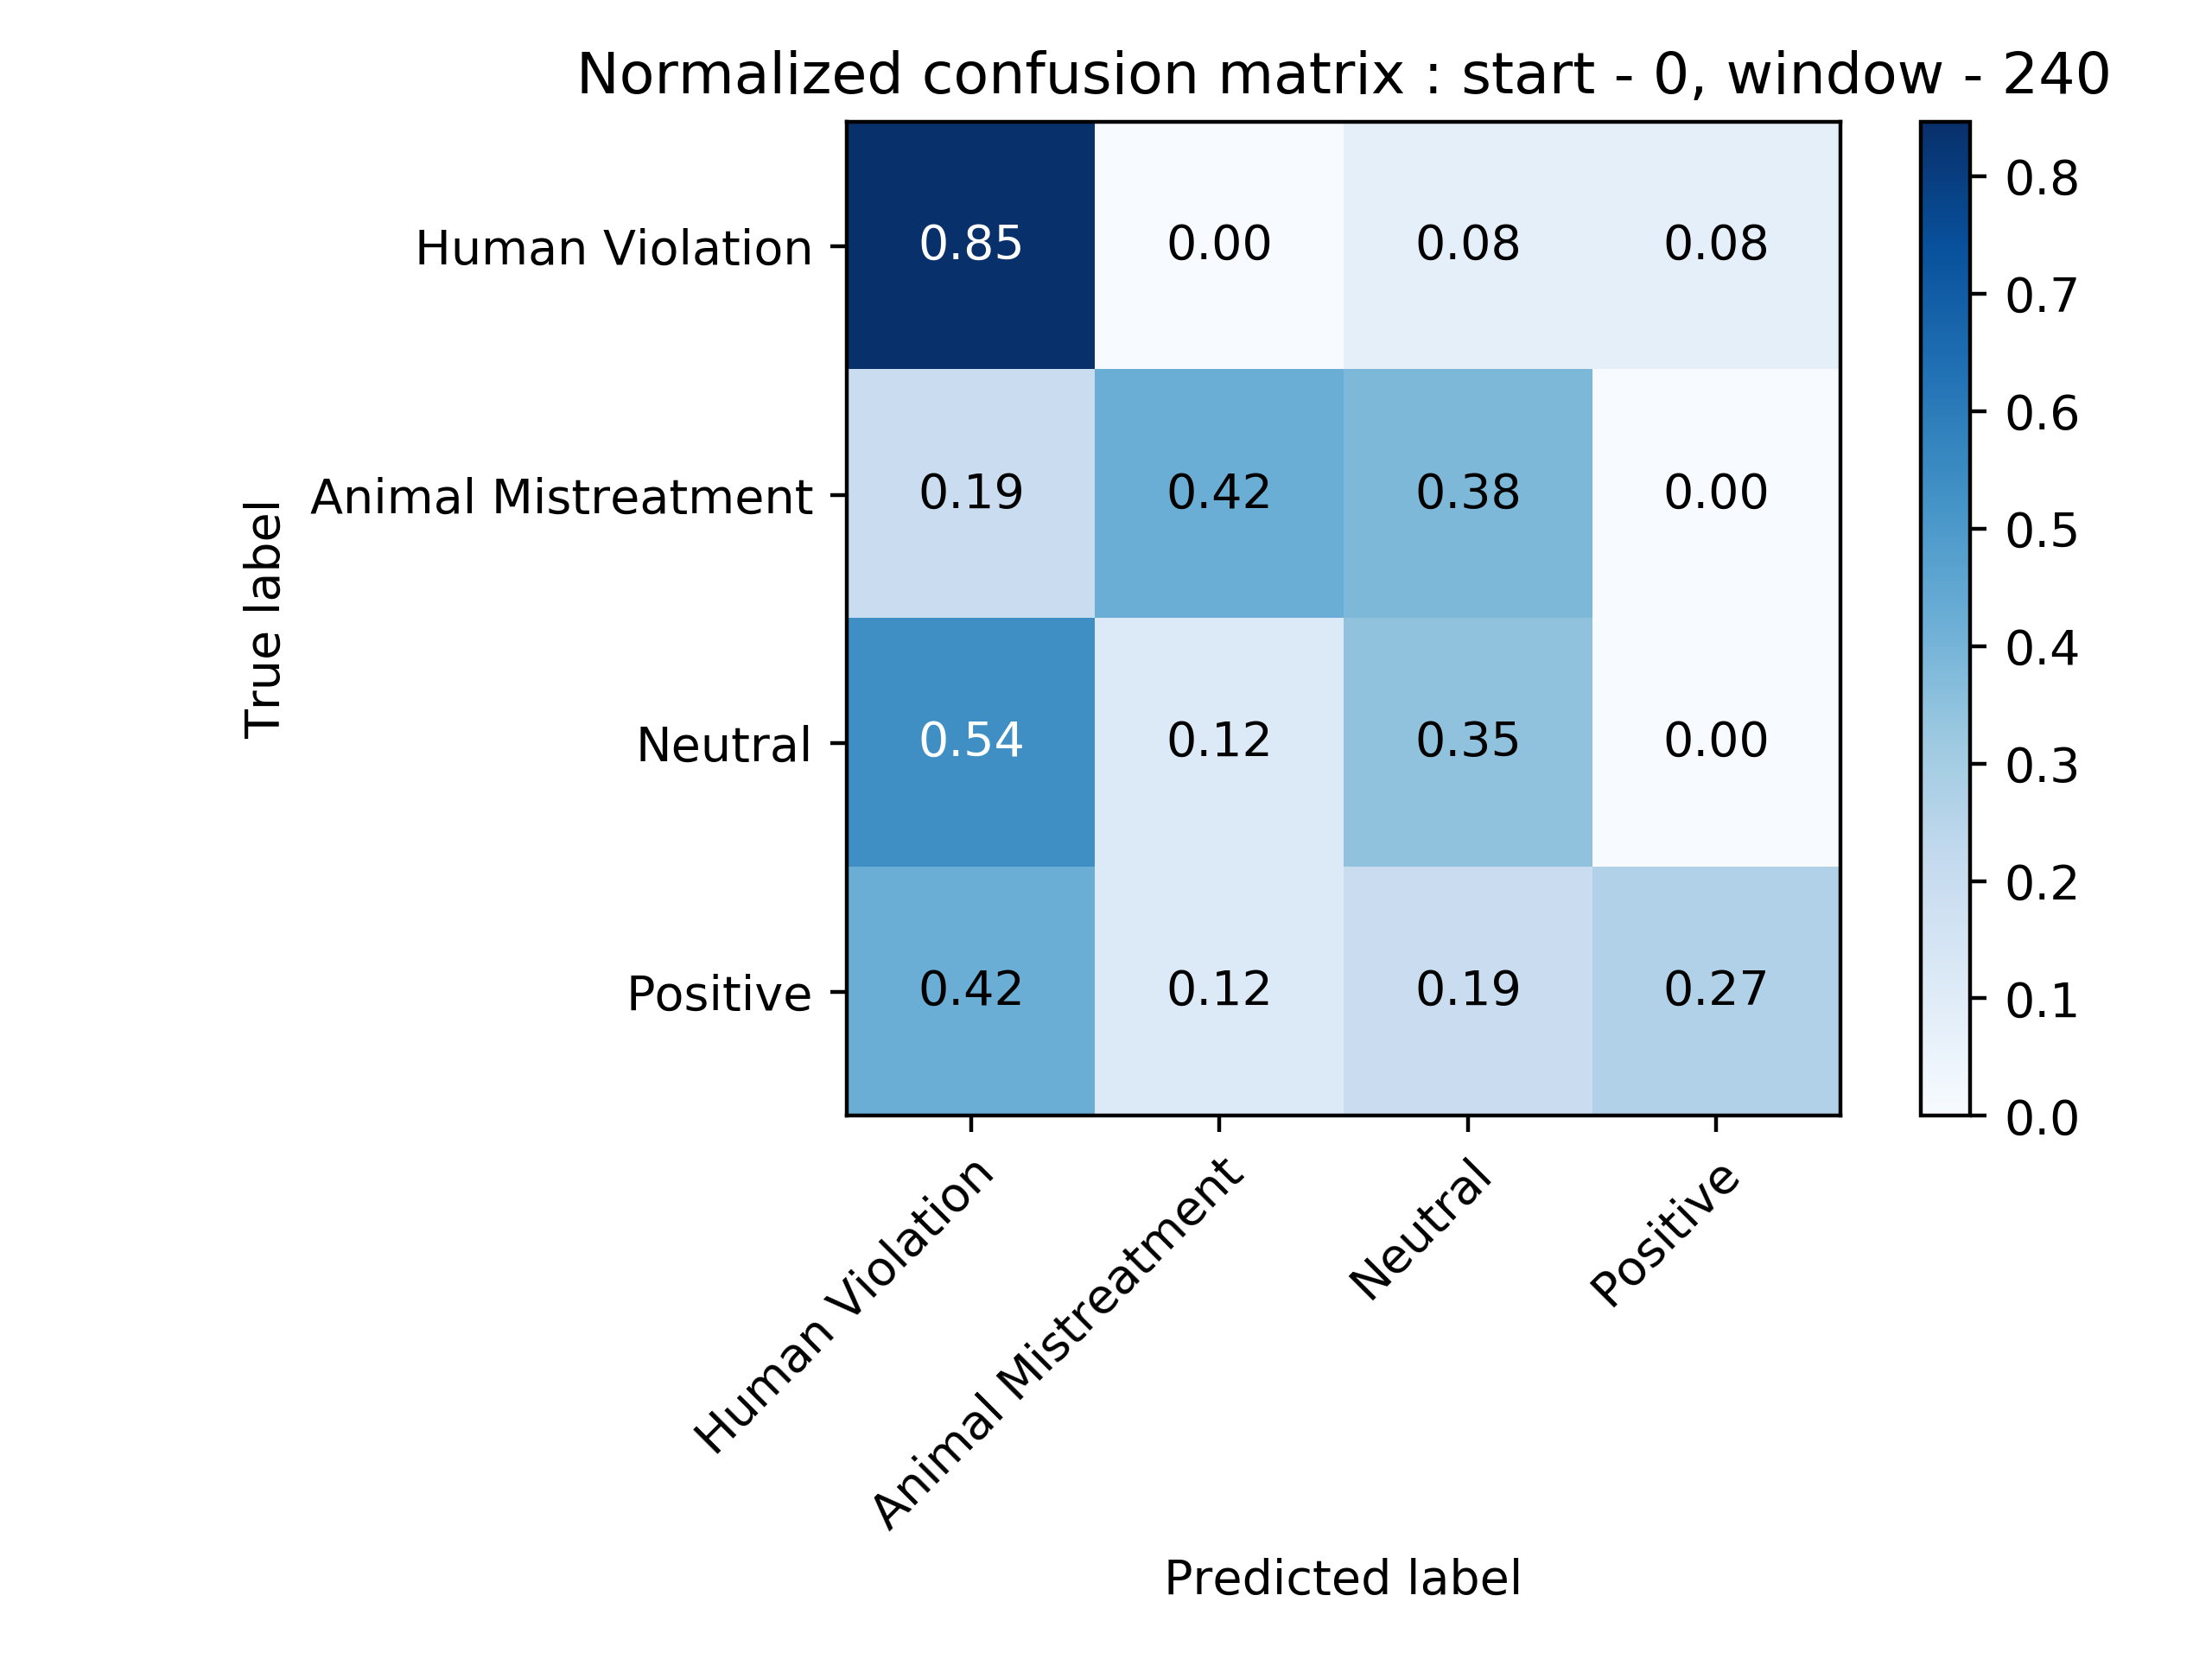 Normalized confusion matrix : start - 0, window - 240
True label
Human Violation
Animal Mistreatment
Neutral
Positive
0.85 0.00 0.08 0.08
0.19 0.42 0.38 0.00
0.54 0.12 0.35 0.00
0.42 0.12 0.19 0.27
0.8
0.7
0.6
0.5
0.4
0.3
0.2
0.1
0.0
Human Violation
Animal Mistreatment
Neutral
Positive
Predicted label